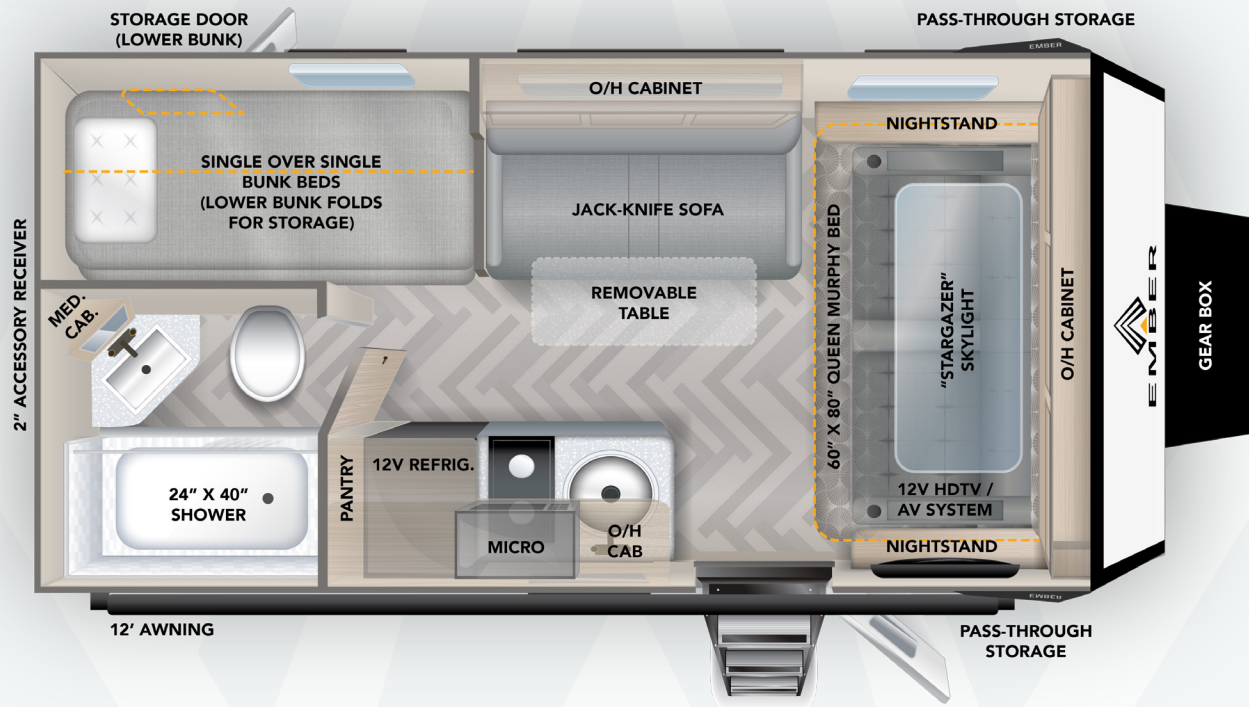 STORAGE DOOR
(LOWER BUNK)
PASS-THROUGH STORAGE
EMBER
O/H CABINET
NIGHTSTAND
SINGLE OVER SINGLE
BUNK BEDS
(LOWER BUNK FOLDS
FOR STORAGE)
JACK-KNIFE SOFA
REMOVABLE
TABLE
60” X 80” QUEEN MURPHY BED
“STARGAZER”
SKYLIGHT
O/H CABINET
EMBER
GEAR BOX
2” ACCESSORY RECEIVER
MED.
CAB.
24” X 40”
SHOWER
PANTRY
12V REFRIG.
MICRO
O/H
CAB
12V HDTV /
AV SYSTEM
NIGHTSTAND
EMBER
12’ AWNING
PASS-THROUGH
STORAGE